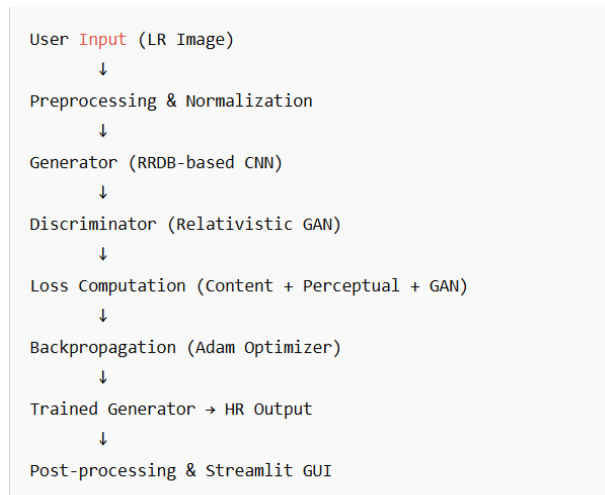 User Input (LR Image)
↓
Preprocessing & Normalization
↓
Generator (RRDB-based CNN)
↓
Discriminator (Relativistic GAN)
↓
Loss Computation (Content + Perceptual + GAN)
↓
Backpropagation (Adam Optimizer)
↓
Trained Generator → HR Output
↓
Post-processing & Streamlit GUI